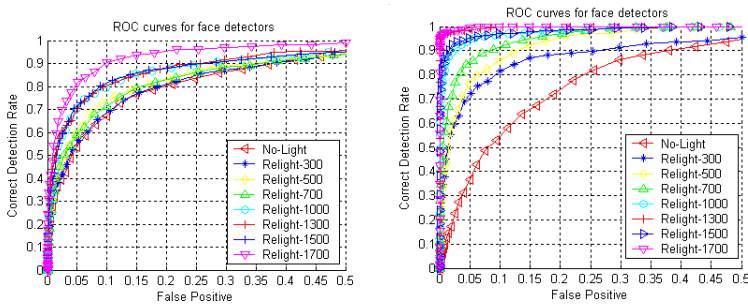 ROC curves for face detectors
1
0.9
0.8
0.7
0.6
0.5
0.4
0.3
0.2
0.1
0
Correct Detection Rate
No-Light
Relight-300
Relight-500
Relight-700
Relight-1000
Relight-1300
Relight-1500
Relight-1700
0 0.05 0.1 0.15 0.2 0.25 0.3 0.35 0.4 0.45 0.5
False Positive
ROC curves for face detectors
1
0.9
0.8
0.7
0.6
0.5
0.4
0.3
0.2
0.1
0
Correct Detection Rate
No-Light
Relight-300
Relight-500
Relight-700
Relight-1000
Relight-1300
Relight-1500
Relight-1700
0 0.05 0.1 0.15 0.2 0.25 0.3 0.35 0.4 0.45 0.5
False Positive